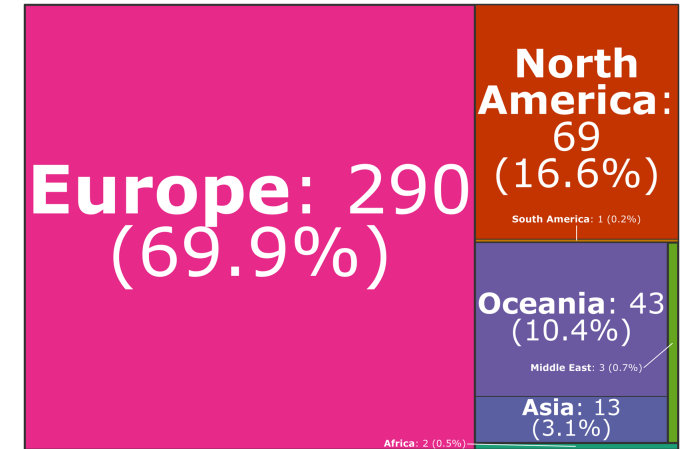 Europe: 290
(69.9%)
North
America:
69
(16.6%)
South America: 1 (0.2%)
Oceania: 43
(10.4%)
Middle East: 3 (0.7%)
Asia: 13
(3.1%)
Africa: 2 (0.5%)